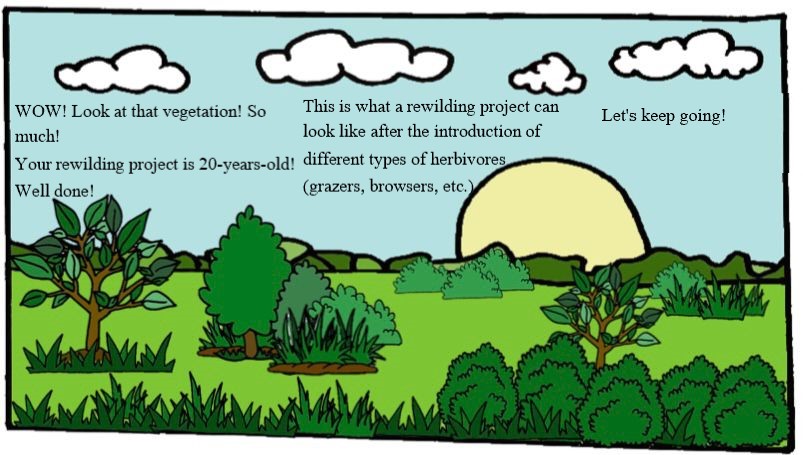 WOW! Look at that vegetation! So
much!
Your rewilding project is 20-years-old!
Well done!
This is what a rewilding project can
look like after the introduction of
different types of herbivores
(grazers, browsers, etc.)
Let's keep going!